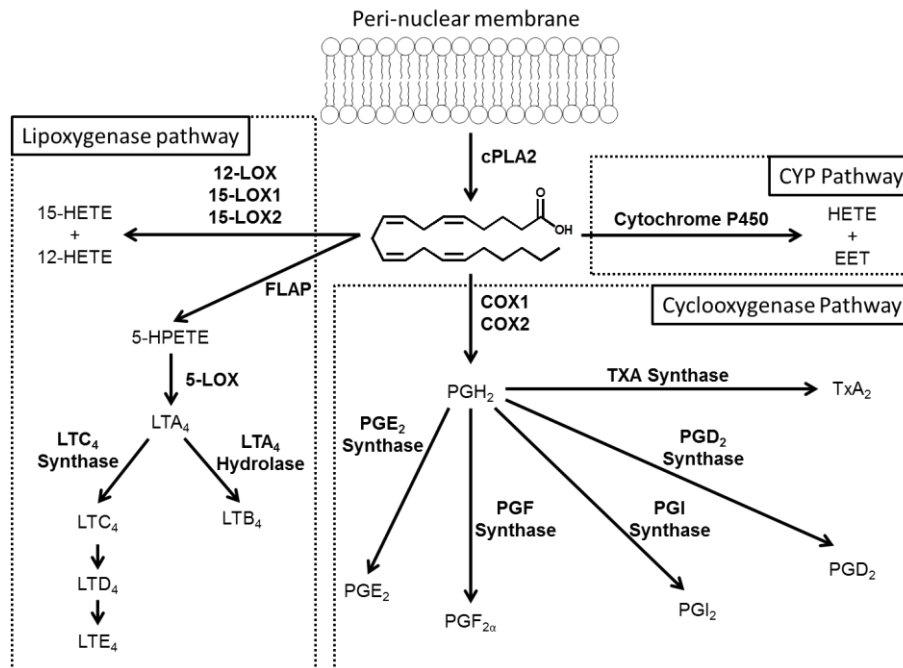 Peri-nuclear membrane
Lipoxygenase pathway
cPLA2
CYP Pathway
12-LOX
15-LOX1
15-LOX2
15-HETE
+
12-HETE
O
OH
Cytochrome P450
HETE
+
EET
FLAP
COX1
COX2
Cyclooxygenase Pathway
5-HPETE
5-LOX
LTA₄
LTC₄
Synthase
LTA₄
Hydrolase
LTC₄
LTB₄
LTD₄
LTE₄
PGH₂
TXA Synthase
TxA₂
PGE₂
Synthase
PGD₂
Synthase
PGF
Synthase
PGI
Synthase
PGE₂
PGF₂α
PGI₂
PGD₂